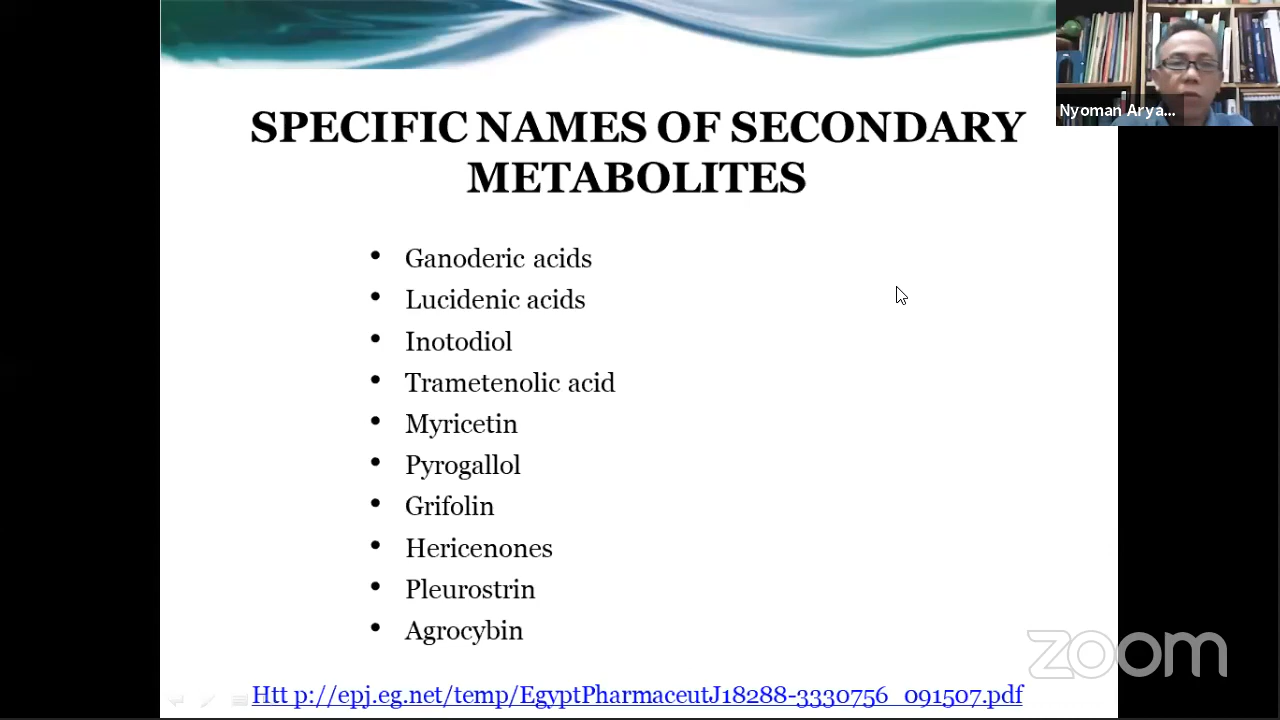 SPECIFIC NAMES OF SECONDARY
METABOLITES
• Ganoderic acids
• Lucidenic acids
• Inotodiol
• Trametenolic acid
• Myricetin
• Pyrogallol
• Grifolin
• Hericenones
• Pleurostrin
• Agrocybin
Htt p://epj.eg.net/temp/EgyptPharmaceutJ18288-3330756_091507.pdf
Nyoman Arya...
zoom